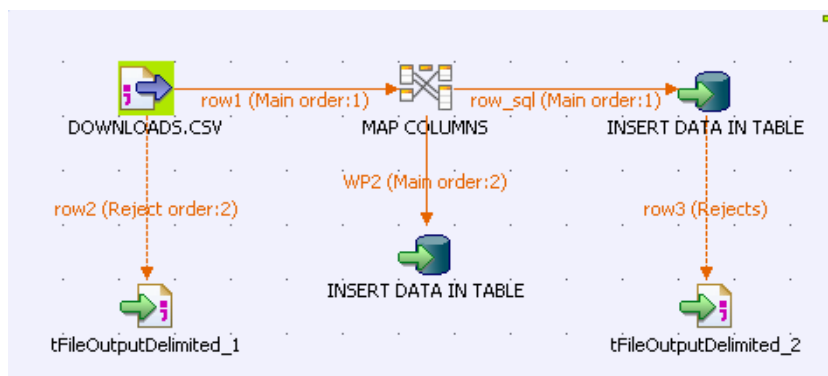 row1 (Main order:1)
row_sql (Main order:1)
DOWNLOADS.CSV
MAP COLUMNS
INSERT DATA IN TABLE
WP2 (Main order:2)
row2 (Reject order:2)
row3 (Rejects)
INSERT DATA IN TABLE
tFileOutputDelimited_1
tFileOutputDelimited_2